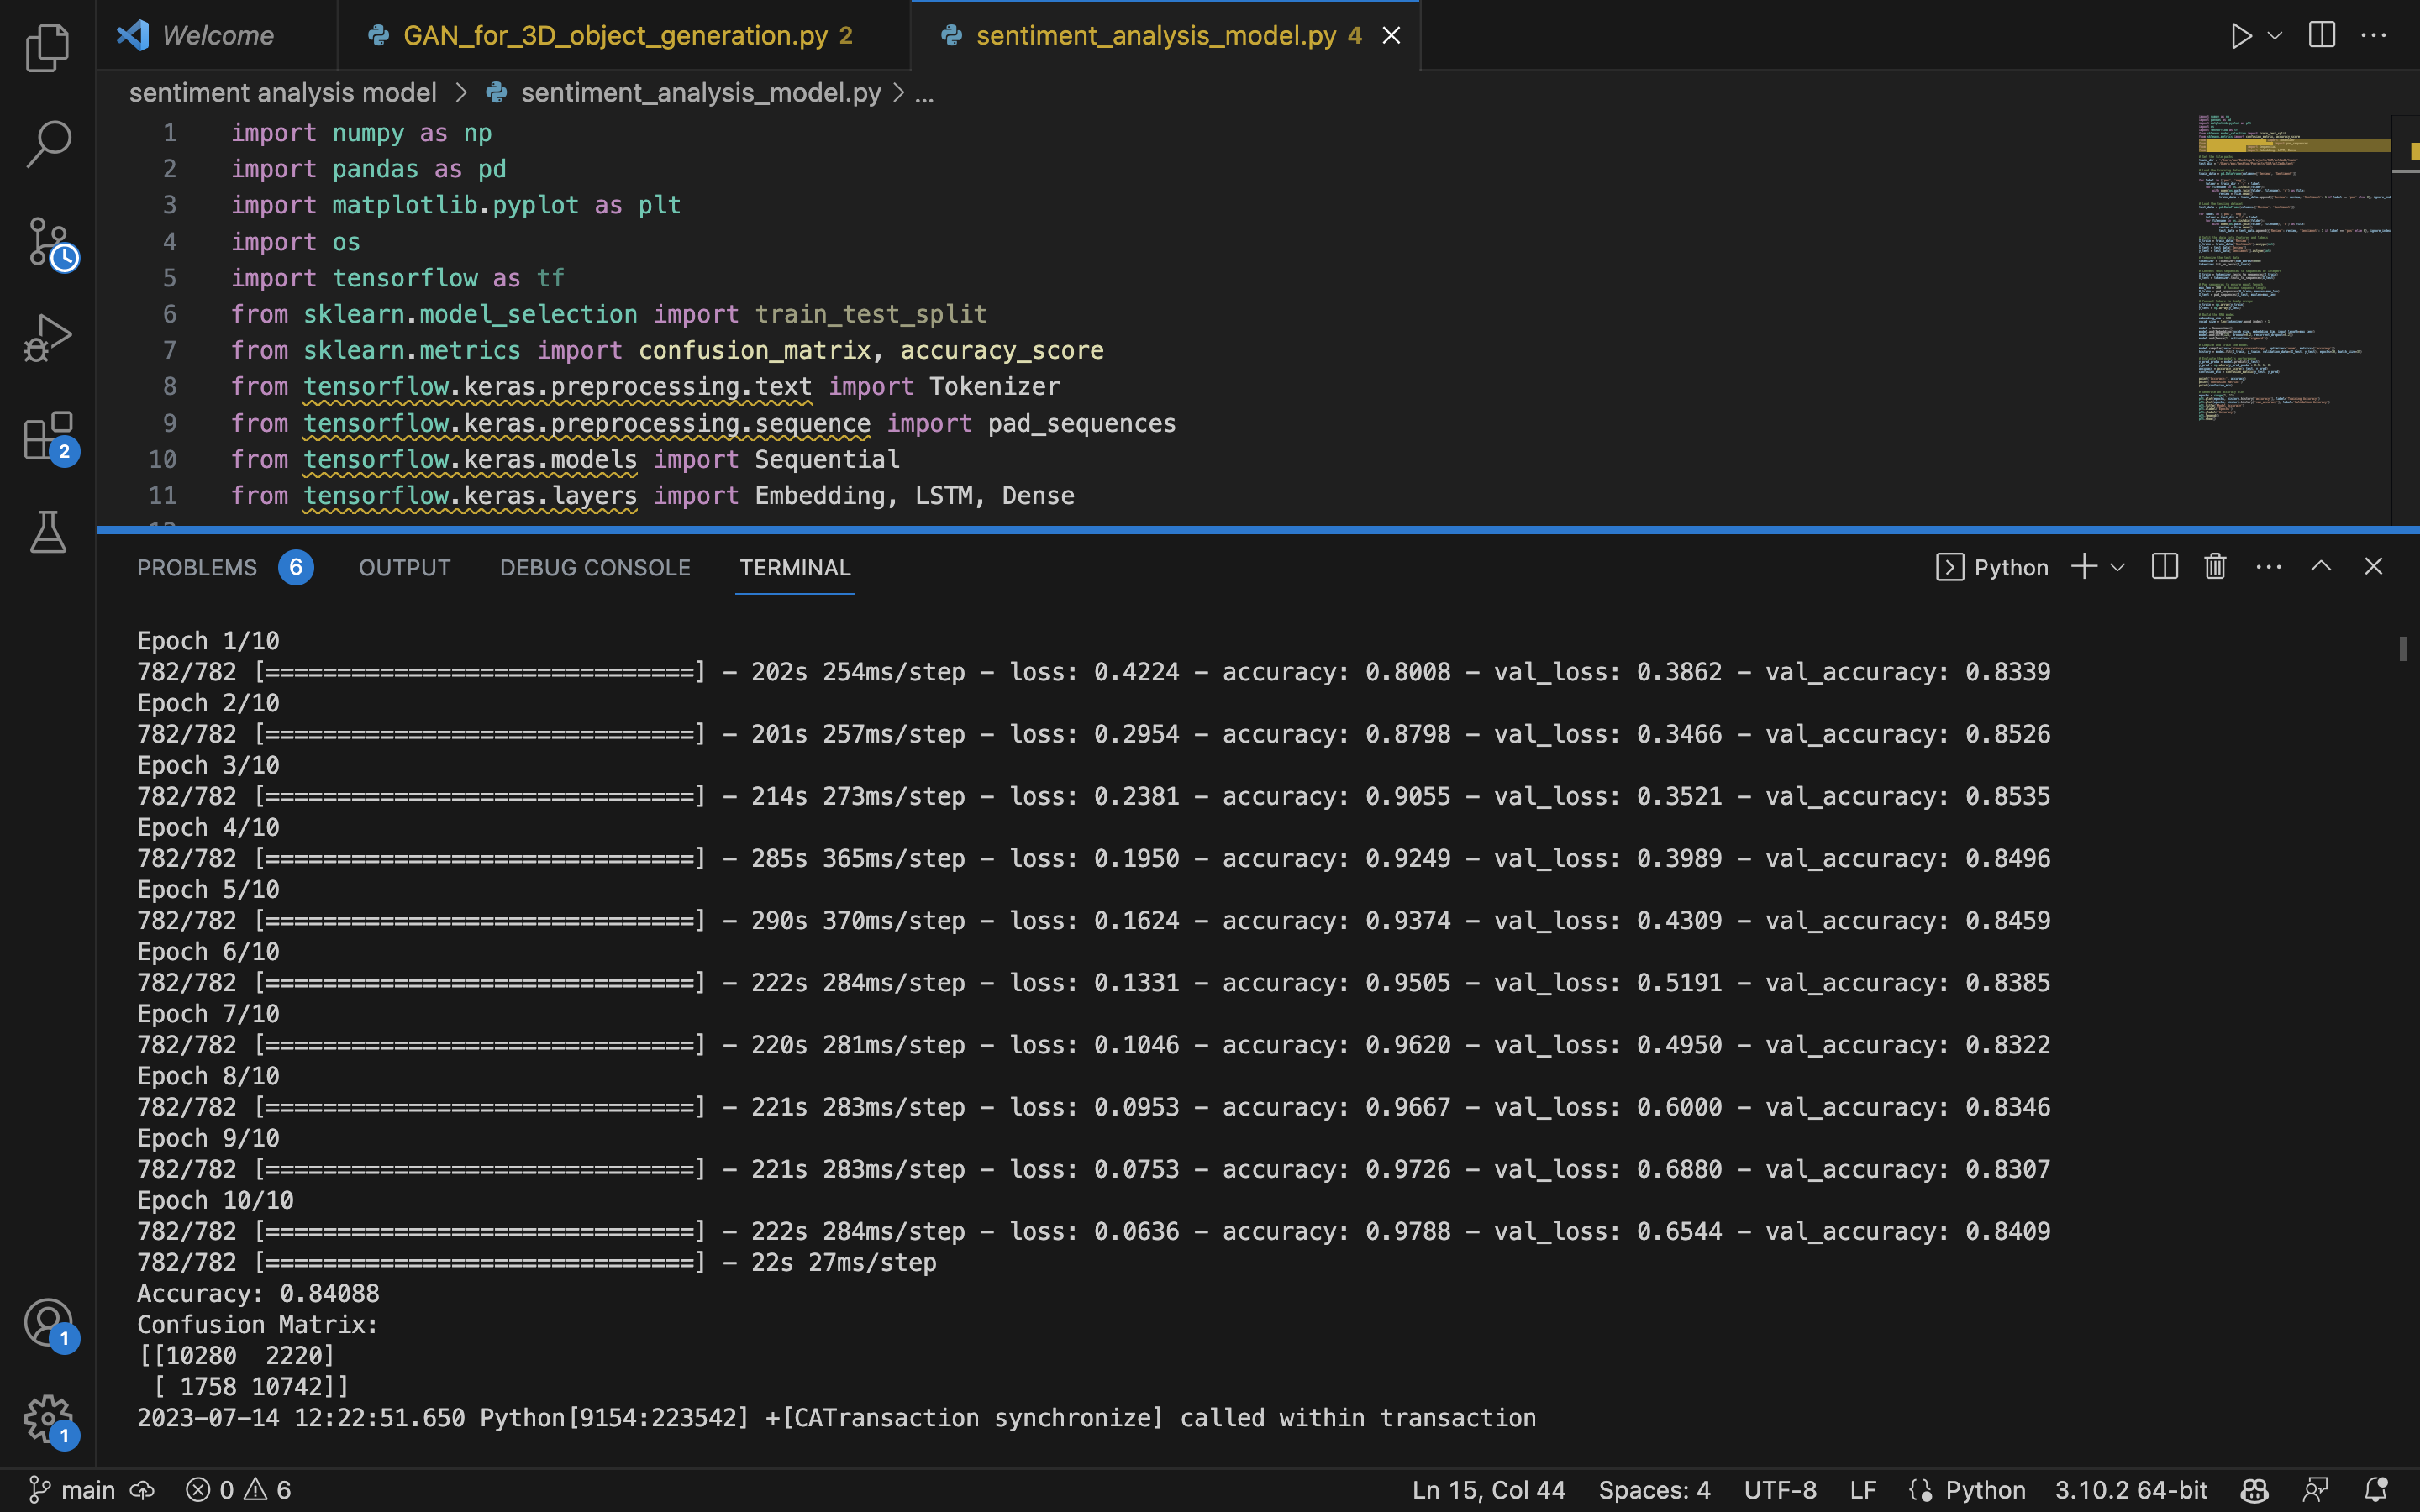 Welcome
GAN_for_3D_object_generation.py 2
sentiment_analysis_model.py 4
sentiment analysis model > sentiment_analysis_model.py > ...
1 import numpy as np
2 import pandas as pd
3 import matplotlib.pyplot as plt
4 import os
5 import tensorflow as tf
6 from sklearn.model_selection import train_test_split
7 from sklearn.metrics import confusion_matrix, accuracy_score
8 from tensorflow.keras.preprocessing.text import Tokenizer
9 from tensorflow.keras.preprocessing.sequence import pad_sequences
10 from tensorflow.keras.models import Sequential
11 from tensorflow.keras.layers import Embedding, LSTM, Dense
2
PROBLEMS 6 OUTPUT DEBUG CONSOLE TERMINAL Python
Epoch 1/10
782/782 [==============================] - 202s 254ms/step - loss: 0.4224 - accuracy: 0.8008 - val_loss: 0.3862 - val_accuracy: 0.8339
Epoch 2/10
782/782 [==============================] - 201s 257ms/step - loss: 0.2954 - accuracy: 0.8798 - val_loss: 0.3466 - val_accuracy: 0.8526
Epoch 3/10
782/782 [==============================] - 214s 273ms/step - loss: 0.2381 - accuracy: 0.9055 - val_loss: 0.3521 - val_accuracy: 0.8535
Epoch 4/10
782/782 [==============================] - 285s 365ms/step - loss: 0.1950 - accuracy: 0.9249 - val_loss: 0.3989 - val_accuracy: 0.8496
Epoch 5/10
782/782 [==============================] - 290s 370ms/step - loss: 0.1624 - accuracy: 0.9374 - val_loss: 0.4309 - val_accuracy: 0.8459
Epoch 6/10
782/782 [==============================] - 222s 284ms/step - loss: 0.1331 - accuracy: 0.9505 - val_loss: 0.5191 - val_accuracy: 0.8385
Epoch 7/10
782/782 [==============================] - 220s 281ms/step - loss: 0.1046 - accuracy: 0.9620 - val_loss: 0.4950 - val_accuracy: 0.8322
Epoch 8/10
782/782 [==============================] - 221s 283ms/step - loss: 0.0953 - accuracy: 0.9667 - val_loss: 0.6000 - val_accuracy: 0.8346
Epoch 9/10
782/782 [==============================] - 221s 283ms/step - loss: 0.0753 - accuracy: 0.9726 - val_loss: 0.6880 - val_accuracy: 0.8307
Epoch 10/10
782/782 [==============================] - 222s 284ms/step - loss: 0.0636 - accuracy: 0.9788 - val_loss: 0.6544 - val_accuracy: 0.8409
782/782 [==============================] - 22s 27ms/step
Accuracy: 0.84088
Confusion Matrix:
[[10280  2220]
 [ 1758 10742]]
2023-07-14 12:22:51.650 Python[9154:223542] +[CATransaction synchronize] called within transaction
1
1
main 0 6 Ln 15, Col 44 Spaces: 4 UTF-8 LF Python 3.10.2 64-bit